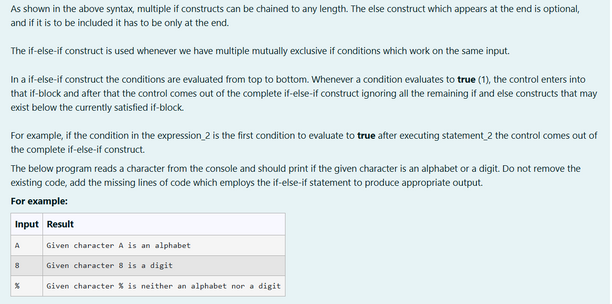 As shown in the above syntax, multiple if constructs can be chained to any length. The else construct which appears at the end is optional,
and if it is to be included it has to be only at the end.
The if-else-if construct is used whenever we have multiple mutually exclusive if conditions which work on the same input.
In a if-else-if construct the conditions are evaluated from top to bottom. Whenever a condition evaluates to true (1), the control enters into
that if-block and after that the control comes out of the complete if-else-if construct ignoring all the remaining if and else constructs that may
exist below the currently satisfied if-block.
For example, if the condition in the expression_2 is the first condition to evaluate to true after executing statement_2 the control comes out of
the complete if-else-if construct.
The below program reads a character from the console and should print if the given character is an alphabet or a digit. Do not remove the
existing code, add the missing lines of code which employs the if-else-if statement to produce appropriate output.
For example:
Input Result
A Given character A is an alphabet
8 Given character 8 is a digit
% Given character % is neither an alphabet nor a digit